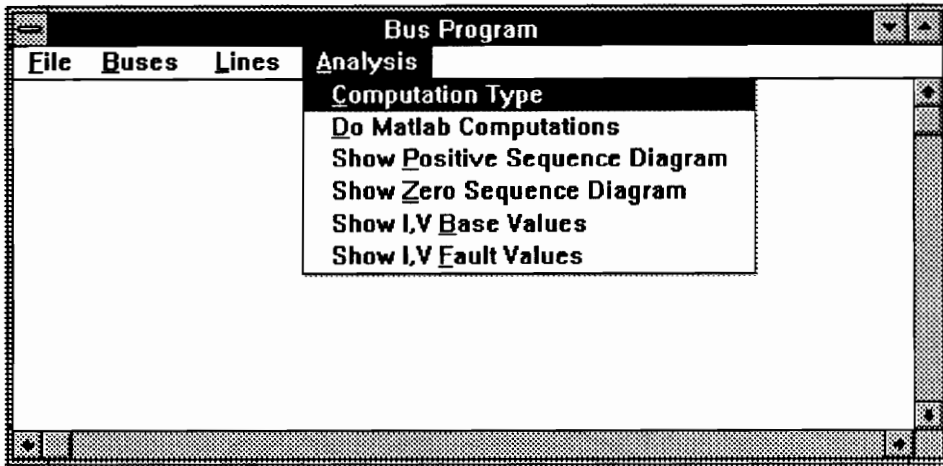 Bus Program
File Buses Lines Analysis
Computation Type
Do Matlab Computations
Show Positive Sequence Diagram
Show Zero Sequence Diagram
Show I,V Base Values
Show I,V Fault Values